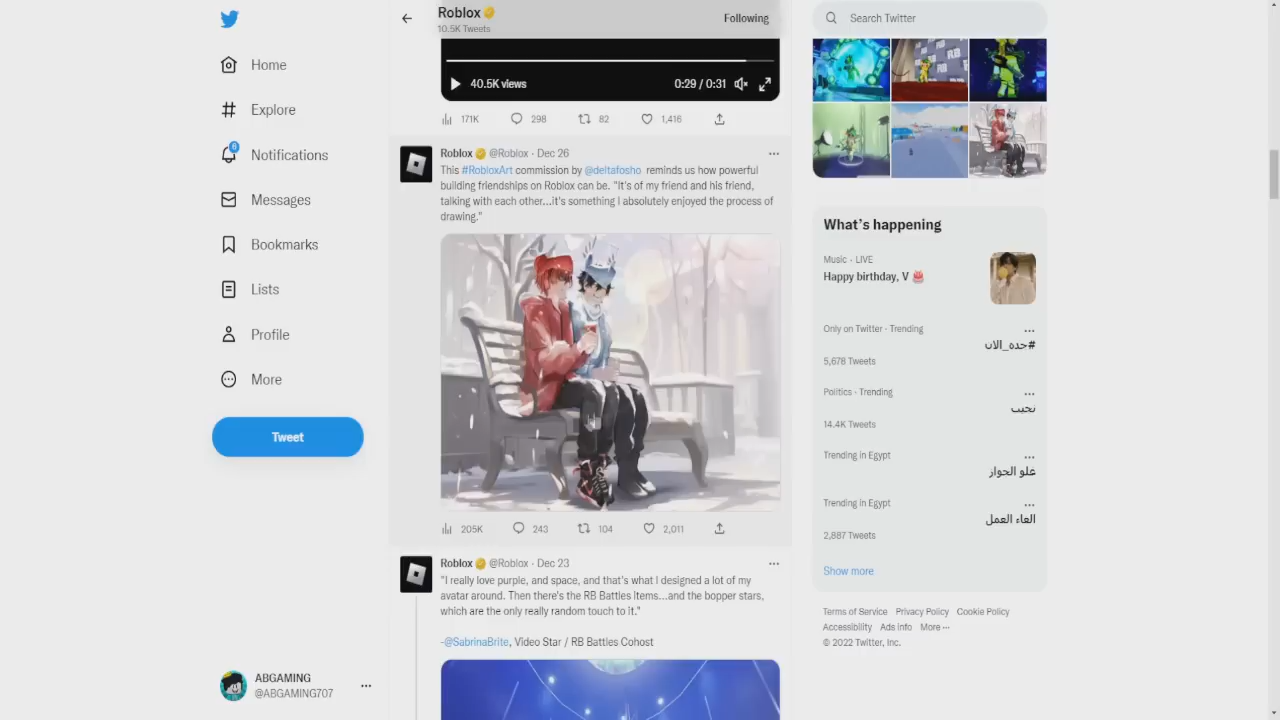 Home
Explore
6
Notifications
Messages
Bookmarks
Lists
Profile
More
Tweet
ABGAMING
@ABGAMING707
Roblox
10.5K Tweets
Following
40.5K views
0:29 / 0:31
171K 298 82 1,416
Roblox @Roblox · Dec 26
This #RobloxArt commission by @deltafosho reminds us how powerful
building friendships on Roblox can be. "It's of my friend and his friend,
talking with each other...it's something I absolutely enjoyed the process of
drawing."
205K 243 104 2,011
Roblox @Roblox · Dec 23
"I really love purple, and space, and that's what I designed a lot of my
avatar around. Then there's the RB Battles Items...and the bopper stars,
which are the only really random touch to it."
-@SabrinaBrite, Video Star / RB Battles Cohost
Search Twitter
What's happening
Music · LIVE
Happy birthday, V
Only on Twitter · Trending
#حده_الان
5,678 Tweets
Politics · Trending
نجيب
14.4K Tweets
Trending in Egypt
غلو الحواز
Trending in Egypt
الغاء العمل
2,887 Tweets
Show more
Terms of Service Privacy Policy Cookie Policy
Accessibility Ads info More ···
© 2022 Twitter, Inc.